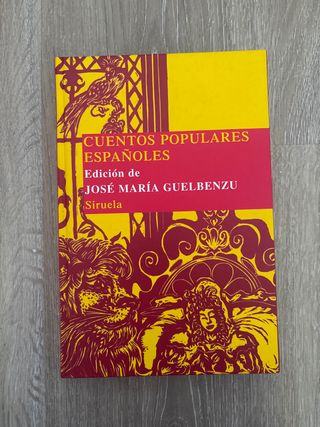 CUENTOS POPULARES
ESPAÑOLES
Edición de
JOSÉ MARÍA GUELBENZU
Siruela